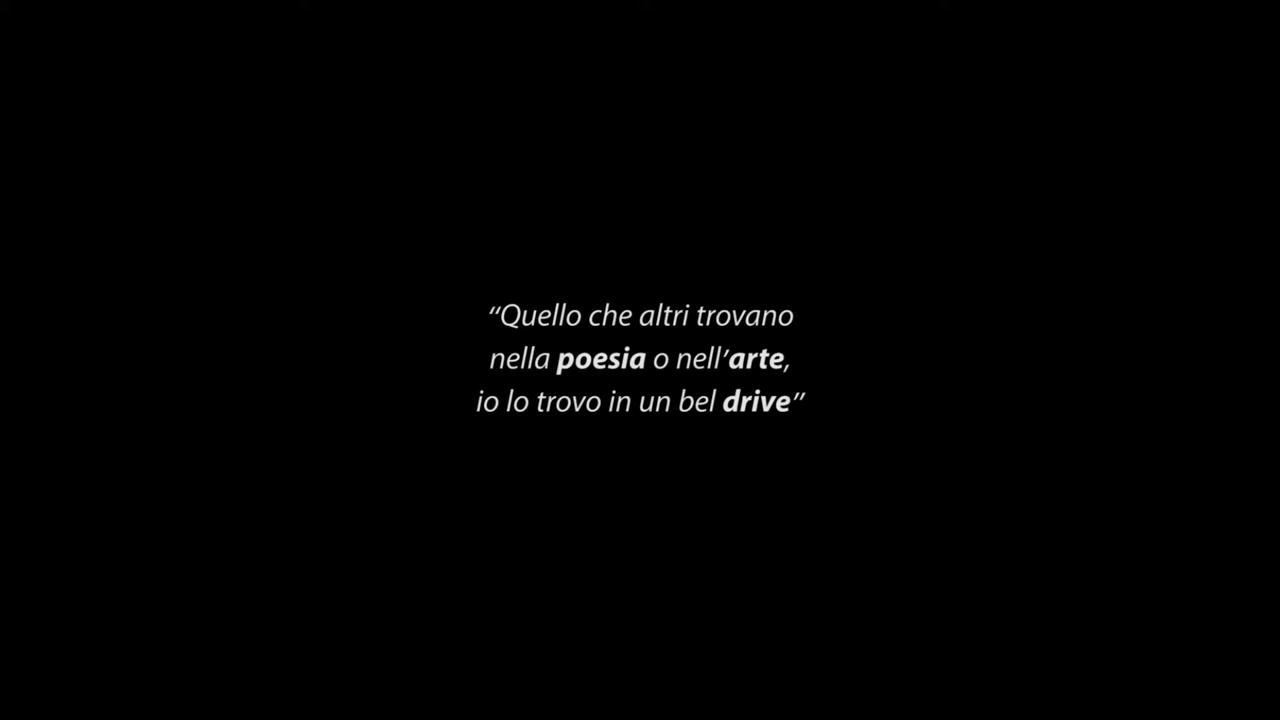 “Quello che altri trovano
nella poesia o nell’arte,
io lo trovo in un bel drive”